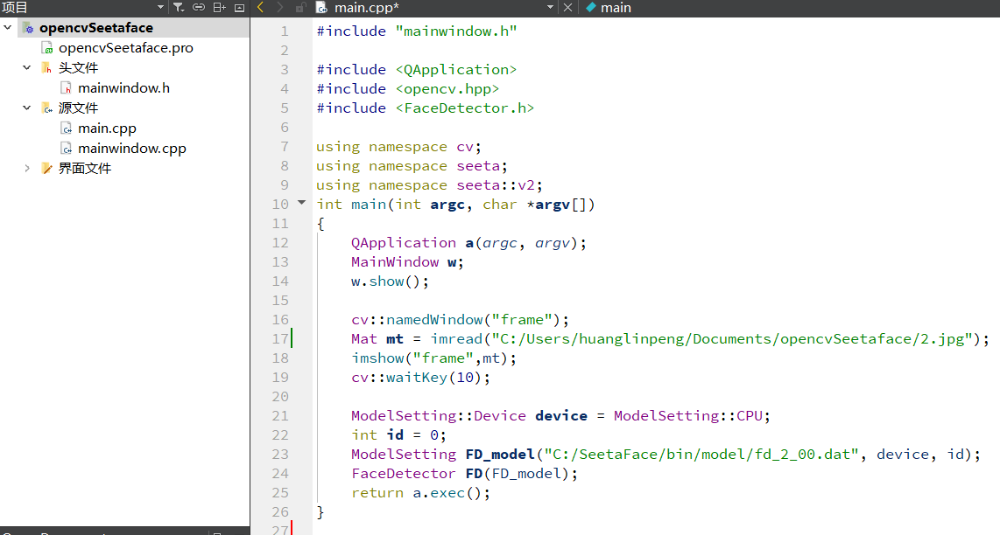 项目
main.cpp*
main
opencvSeetaface
opencvSeetaface.pro
头文件
mainwindow.h
源文件
main.cpp
mainwindow.cpp
界面文件
1 #include "mainwindow.h"
2
3 #include <QApplication>
4 #include <opencv.hpp>
5 #include <FaceDetector.h>
6
7 using namespace cv;
8 using namespace seeta;
9 using namespace seeta::v2;
10 int main(int argc, char *argv[])
11 {
12 QApplication a(argc, argv);
13 MainWindow w;
14 w.show();
15
16 cv::namedWindow("frame");
17 Mat mt = imread("C:/Users/huanglinpeng/Documents/opencvSeetaface/2.jpg");
18 imshow("frame",mt);
19 cv::waitKey(10);
20
21 ModelSetting::Device device = ModelSetting::CPU;
22 int id = 0;
23 ModelSetting FD_model("C:/SeetaFace/bin/model/fd_2_00.dat", device, id);
24 FaceDetector FD(FD_model);
25 return a.exec();
26 }
27